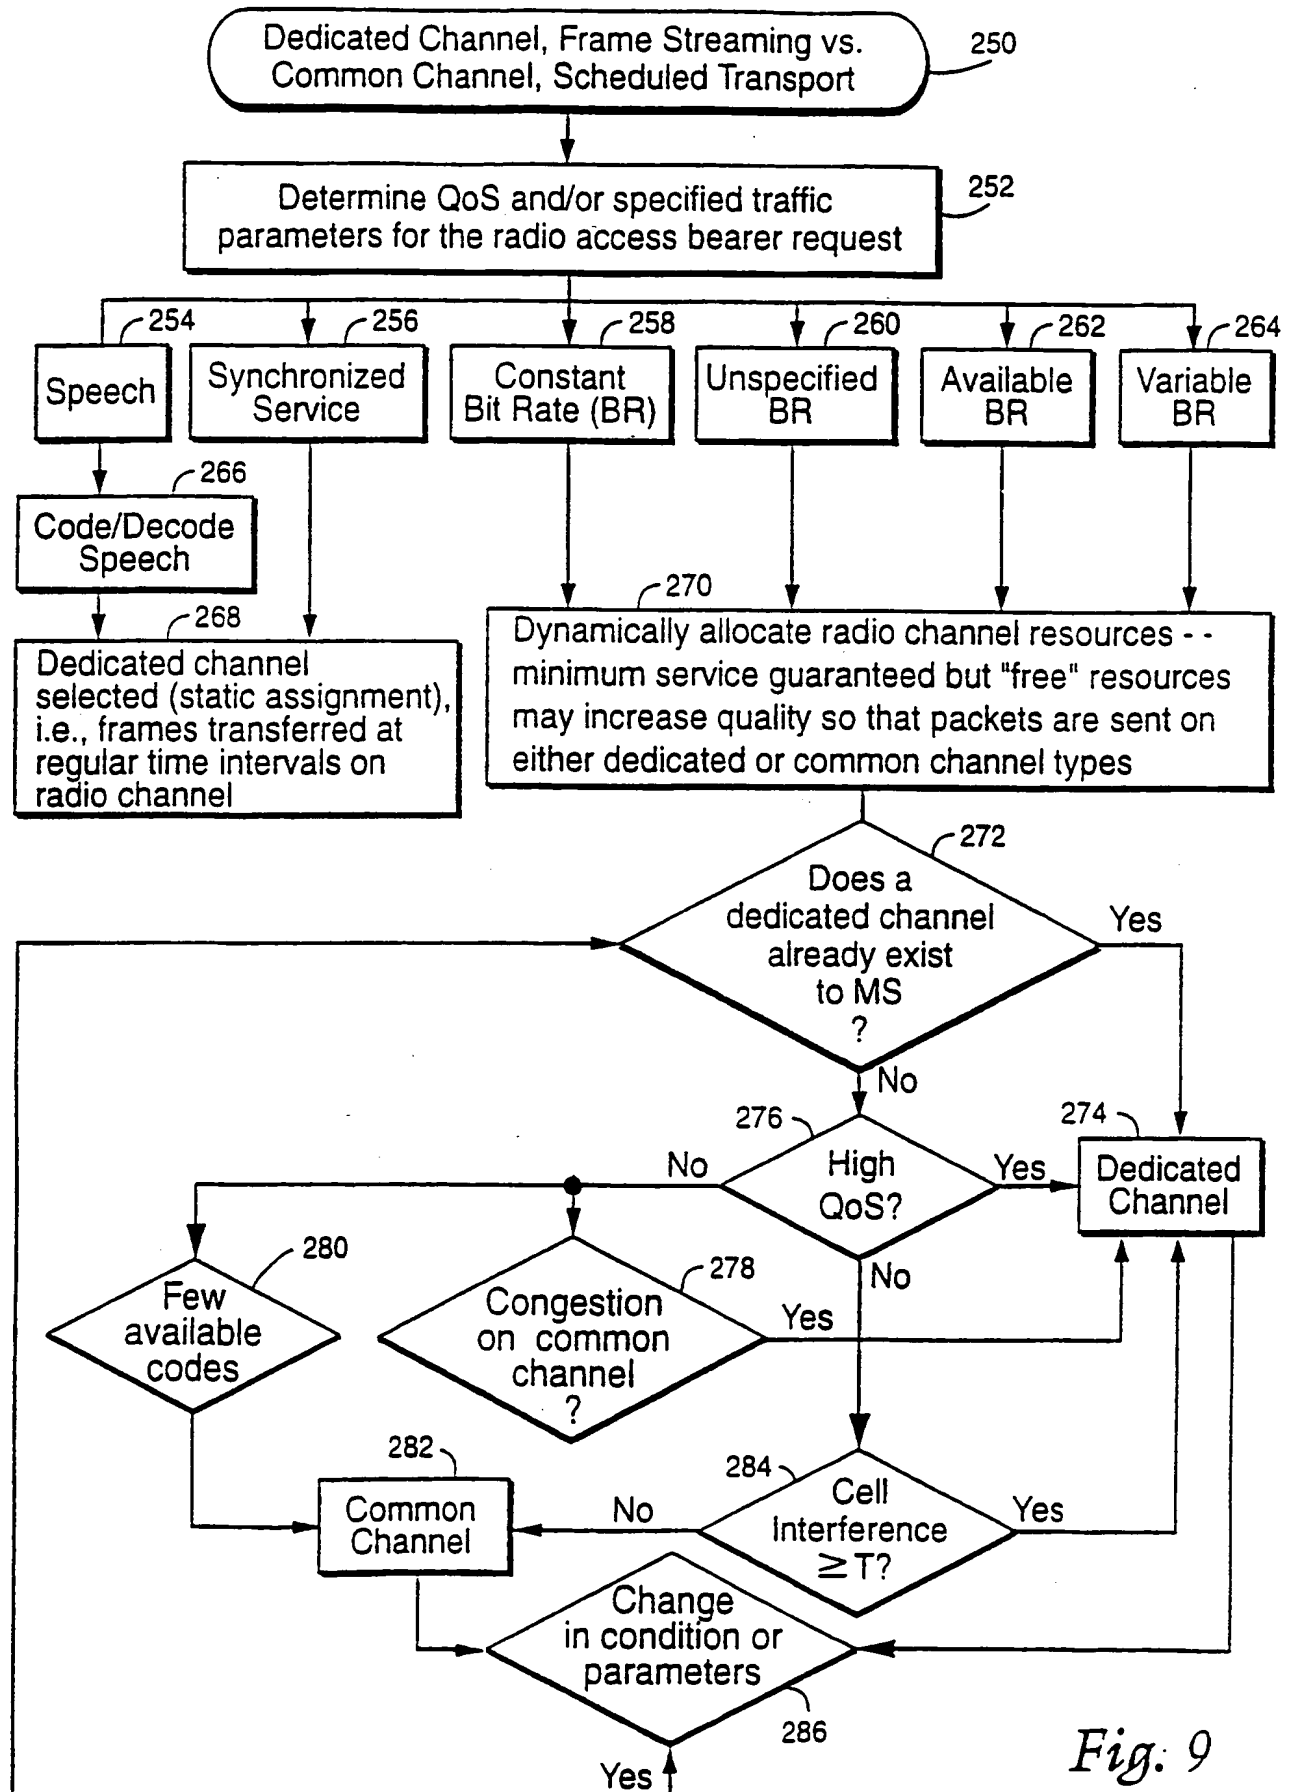 Dedicated Channel, Frame Streaming vs.
Common Channel, Scheduled Transport
250
Determine QoS and/or specified traffic
parameters for the radio access bearer request
252
254
256
258
260
262
264
Speech
Synchronized
Service
Constant
Bit Rate (BR)
Unspecified
BR
Available
BR
Variable
BR
266
Code/Decode
Speech
268
Dedicated channel
selected (static assignment),
i.e., frames transferred at
regular time intervals on
radio channel
270
Dynamically allocate radio channel resources - -
minimum service guaranteed but "free" resources
may increase quality so that packets are sent on
either dedicated or common channel types
272
Does a
dedicated channel
already exist
to MS
?
Yes
No
276
High
QoS?
No
Yes
274
Dedicated
Channel
No
280
Few
available
codes
278
Congestion
on common
channel
?
Yes
282
Common
Channel
284
Cell
Interference
≥T?
No
Yes
Change
in condition or
parameters
286
Yes
Fig. 9